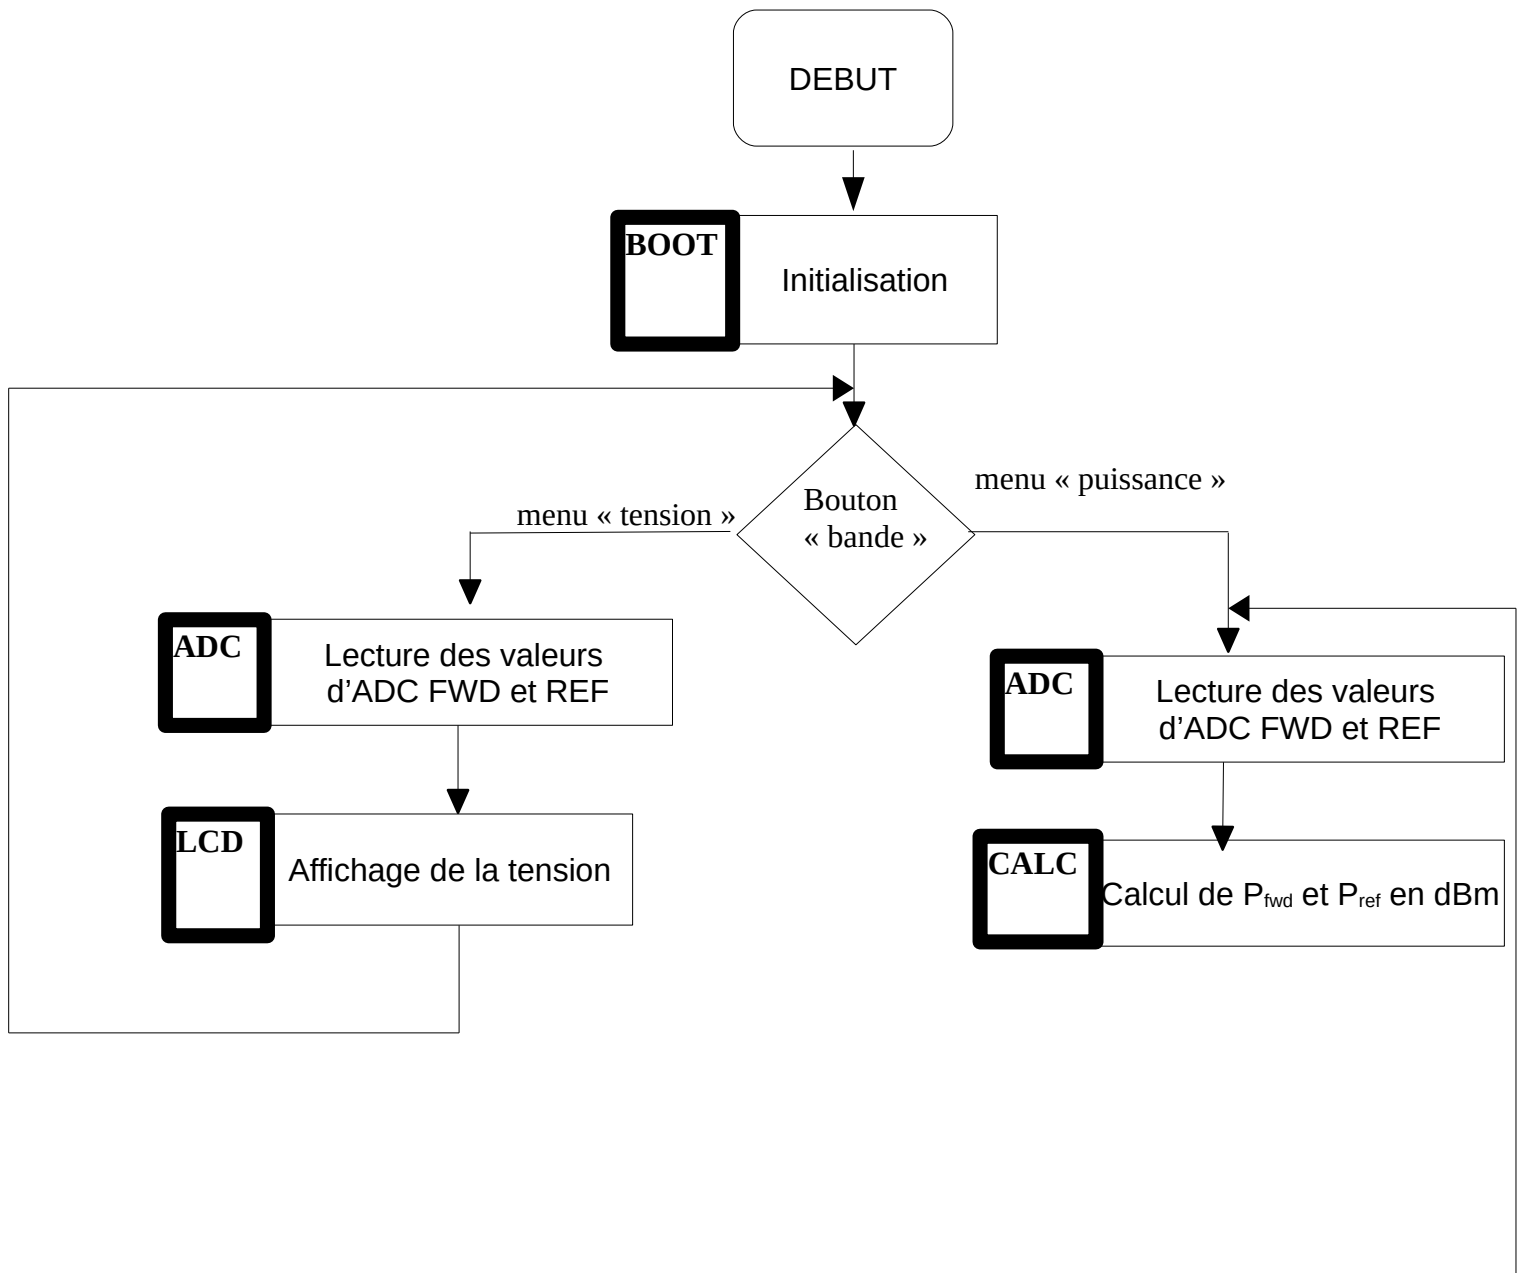 DEBUT
BOOT
Initialisation
menu « puissance »
Bouton
« bande »
menu « tension »
ADC
Lecture des valeurs
d’ADC FWD et REF
ADC
Lecture des valeurs
d’ADC FWD et REF
LCD
Affichage de la tension
CALC
Calcul de Pfwd et Pref en dBm